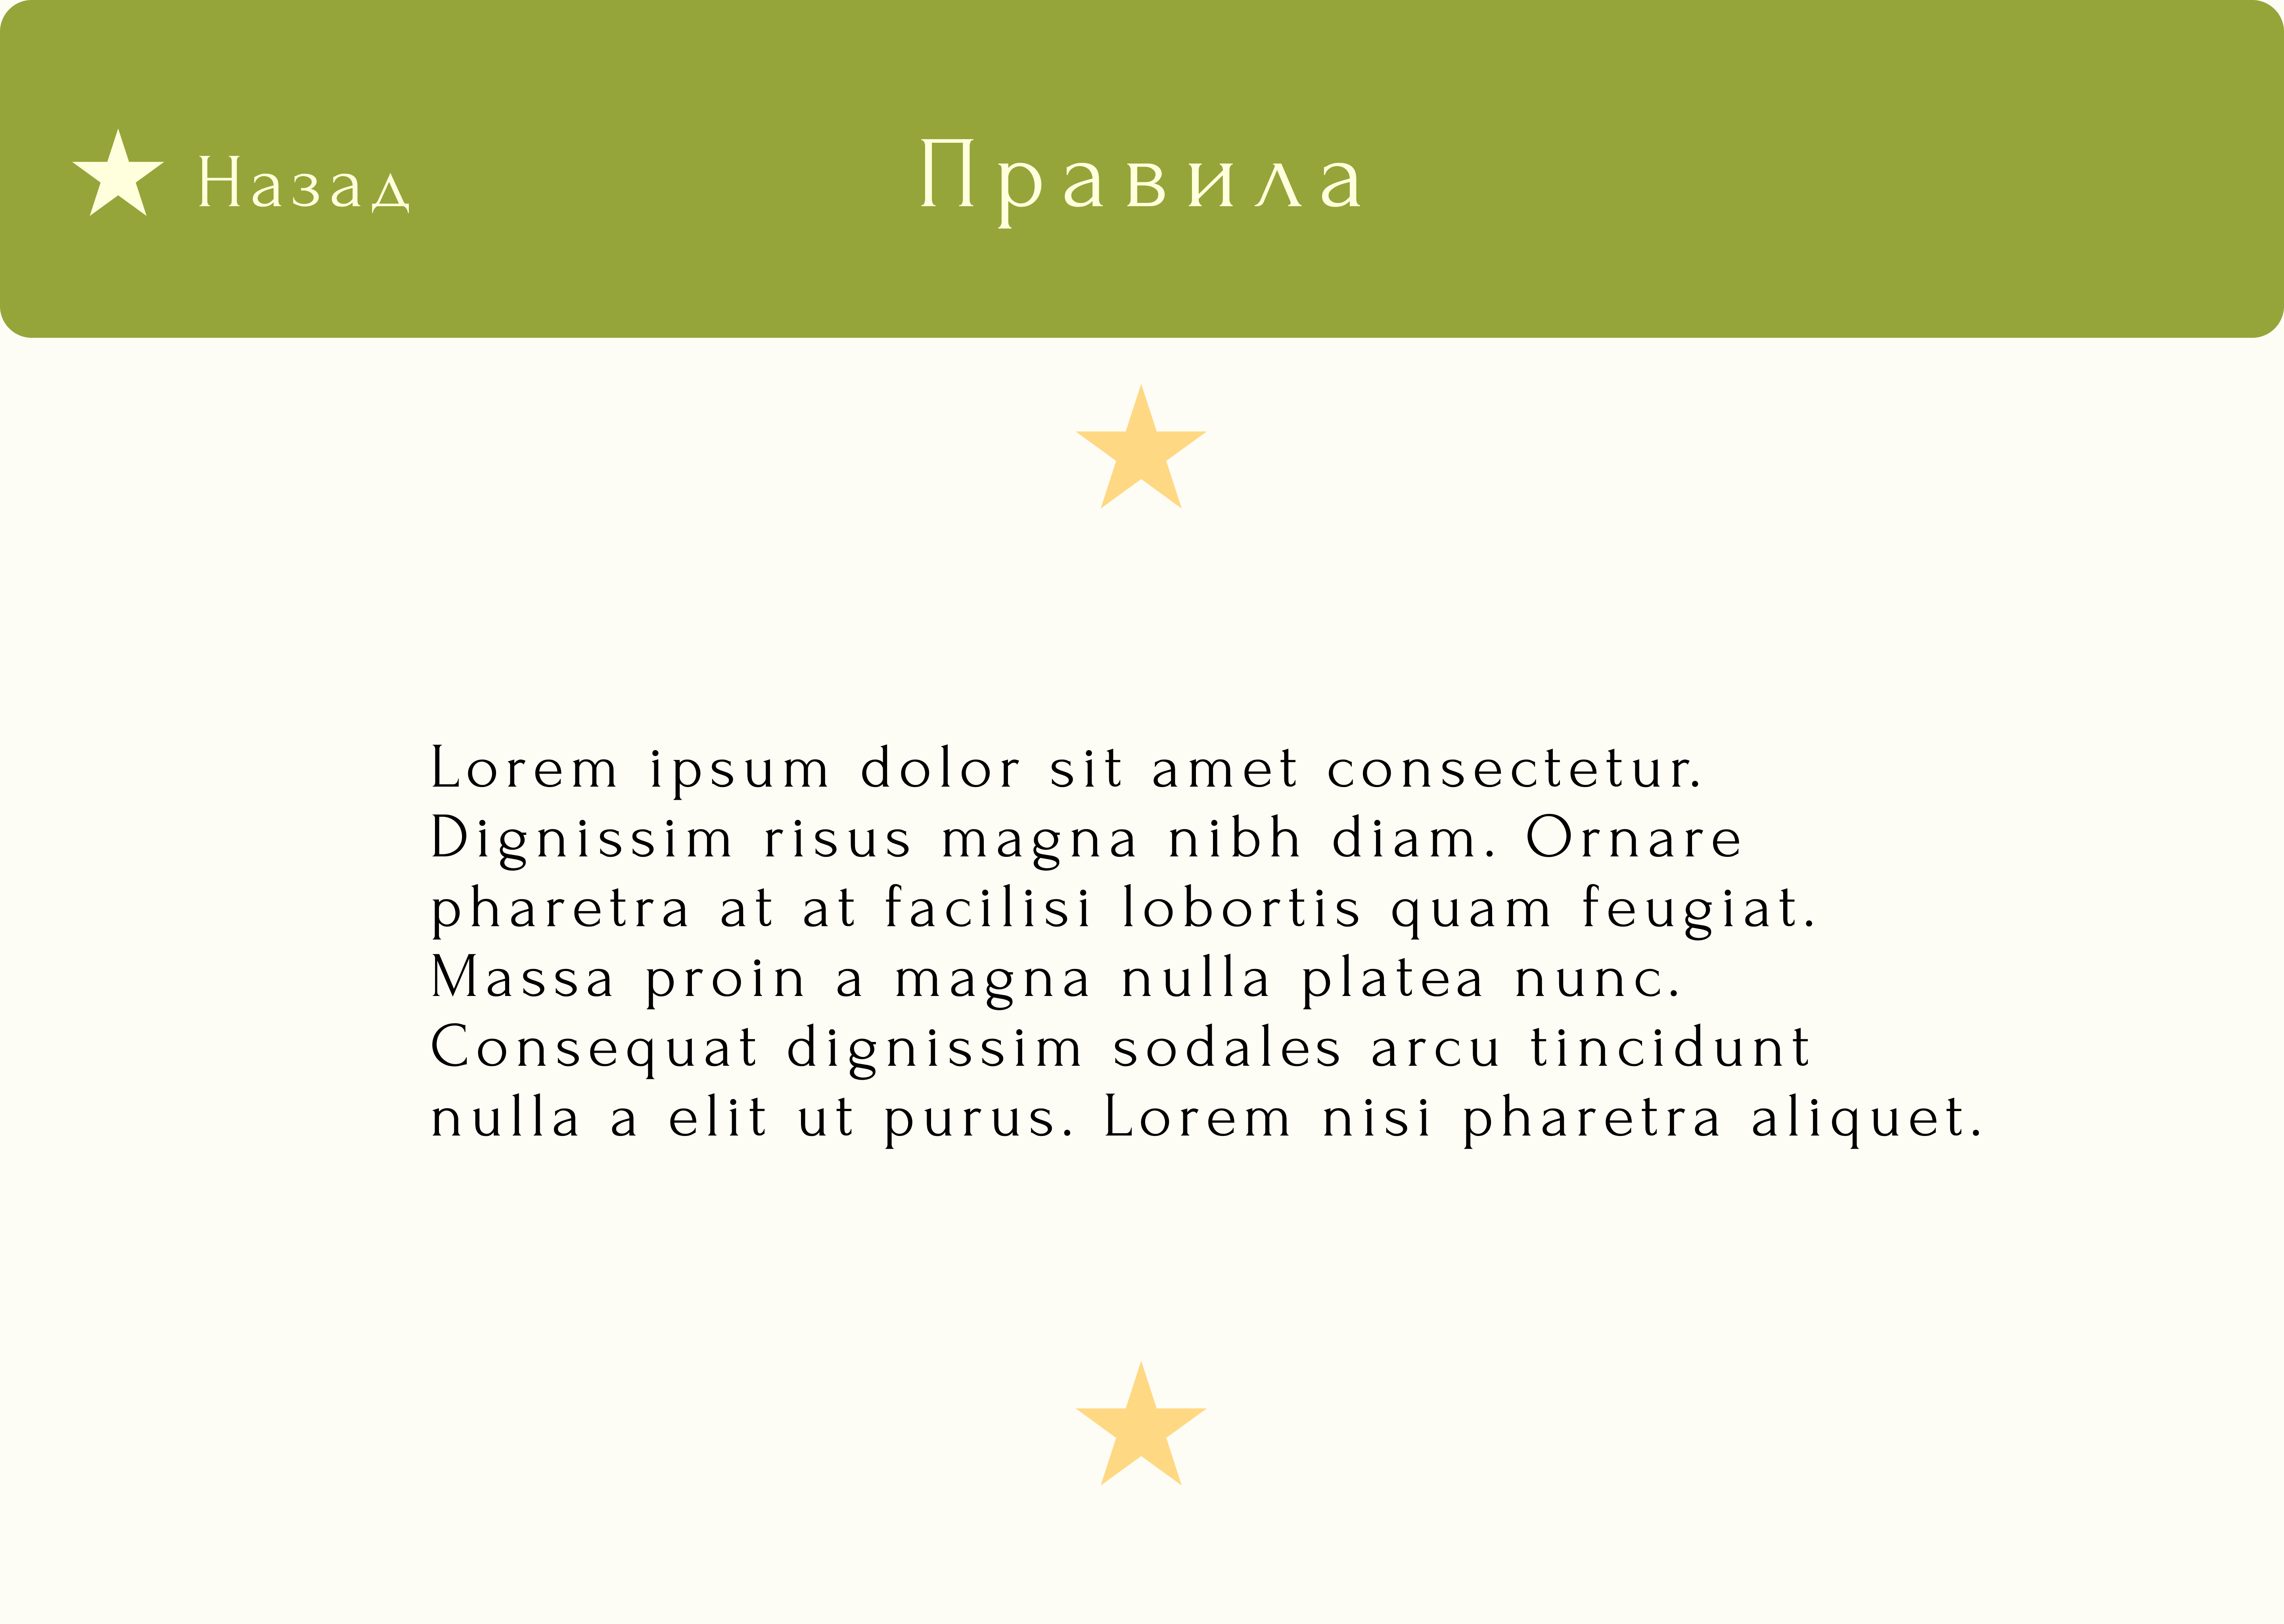 Назад
Правила
Lorem ipsum dolor sit amet consectetur.
Dignissim risus magna nibh diam. Ornare
pharetra at at facilisi lobortis quam feugiat.
Massa proin a magna nulla platea nunc.
Consequat dignissim sodales arcu tincidunt
nulla a elit ut purus. Lorem nisi pharetra aliquet.